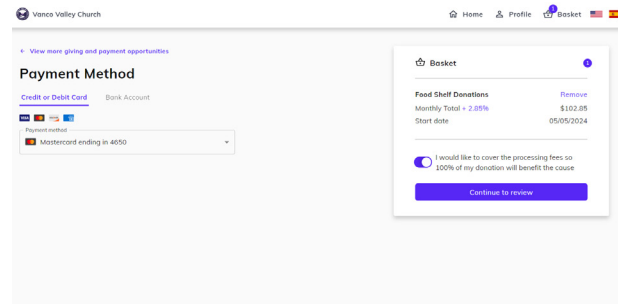 Vanco Valley Church
Home
Profile
1
Basket
← View more giving and payment opportunities
Payment Method
Credit or Debit Card
Bank Account
VISA
Payment method
Mastercard ending in 4650
Basket
1
Food Shelf Donations
Remove
Monthly Total + 2.85%
$102.85
Start date
05/05/2024
I would like to cover the processing fees so
100% of my donation will benefit the cause
Continue to review